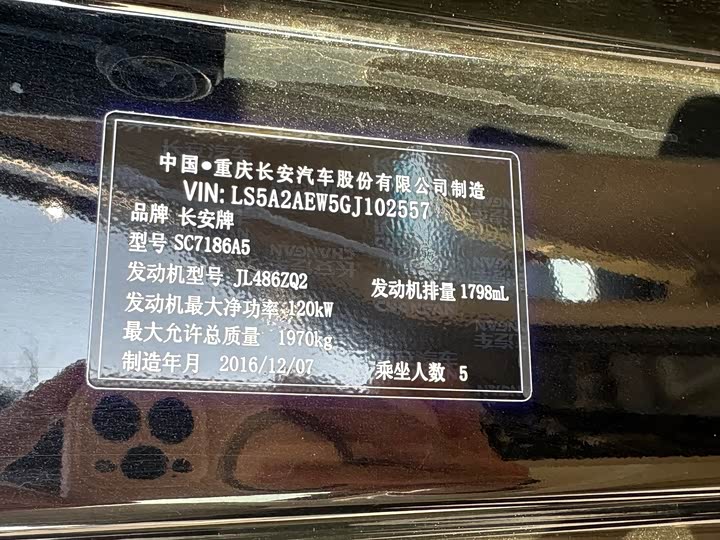 中国●重庆长安汽车股份有限公司制造
VIN: LS5A2AEW5GJ102557
品牌 长安牌
型号 SC7186A5
发动机型号 JL486ZQ2 发动机排量 1798mL
发动机最大净功率 120kW
最大允许总质量 1970kg
制造年月 2016/12/07 乘坐人数 5